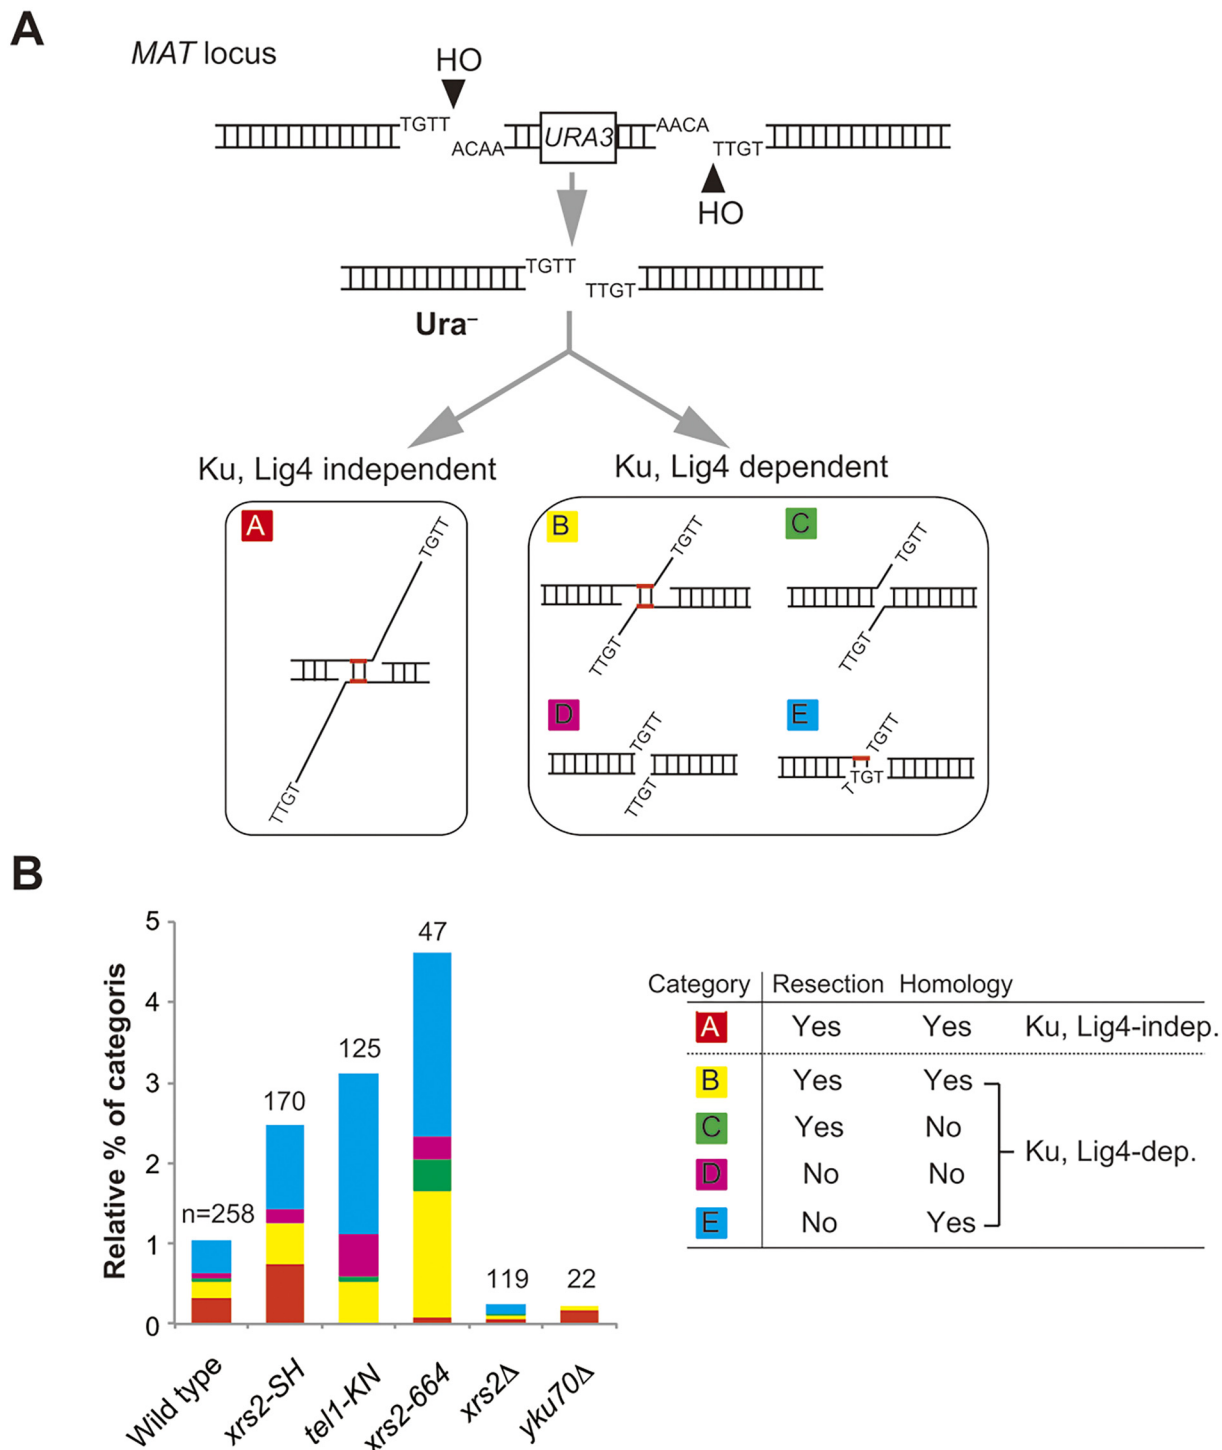 A
MAT locus
HO
TGTT
ACAA
URA3
AACA
TTGT
HO
TGTT
TTGT
Ura–
Ku, Lig4 independent
Ku, Lig4 dependent
A
TGTT
TTGT
B
TGTT
TTGT
C
TGTT
TTGT
D
TGTT
TTGT
E
TGTT
T
TGT
B
Relative % of categoris
5
4
3
2
1
0
n=258
170
125
47
119
22
Wild type
xrs2-SH
tel1-KN
xrs2-664
xrs2Δ
yku70Δ
Category Resection Homology
A Yes Yes Ku, Lig4-indep.
B Yes Yes
C Yes No
Ku, Lig4-dep.
D No No
E No Yes